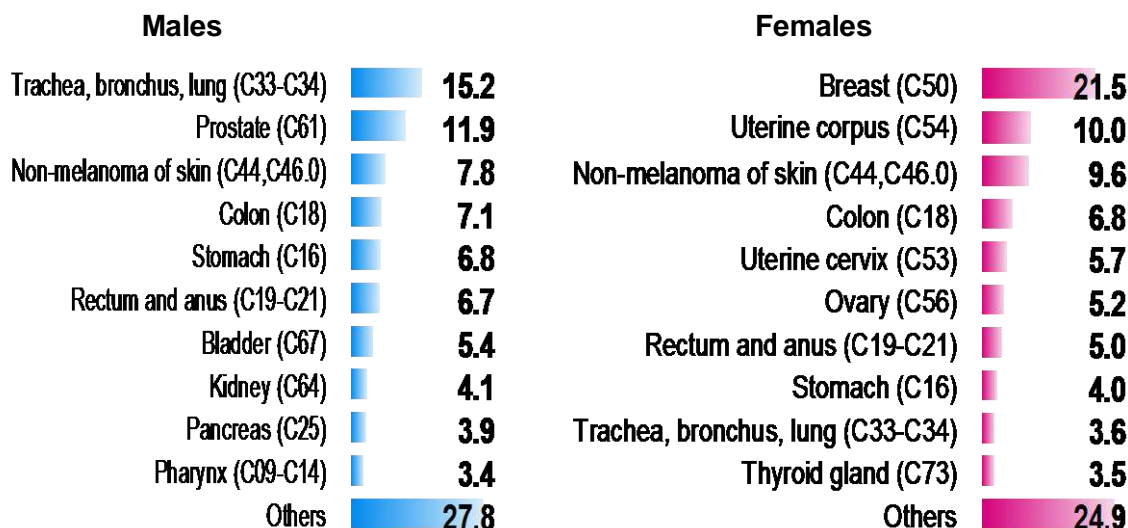 Males
Trachea, bronchus, lung (C33-C34) 15.2
Prostate (C61) 11.9
Non-melanoma of skin (C44,C46.0) 7.8
Colon (C18) 7.1
Stomach (C16) 6.8
Rectum and anus (C19-C21) 6.7
Bladder (C67) 5.4
Kidney (C64) 4.1
Pancreas (C25) 3.9
Pharynx (C09-C14) 3.4
Others 27.8
Females
Breast (C50) 21.5
Uterine corpus (C54) 10.0
Non-melanoma of skin (C44,C46.0) 9.6
Colon (C18) 6.8
Uterine cervix (C53) 5.7
Ovary (C56) 5.2
Rectum and anus (C19-C21) 5.0
Stomach (C16) 4.0
Trachea, bronchus, lung (C33-C34) 3.6
Thyroid gland (C73) 3.5
Others 24.9